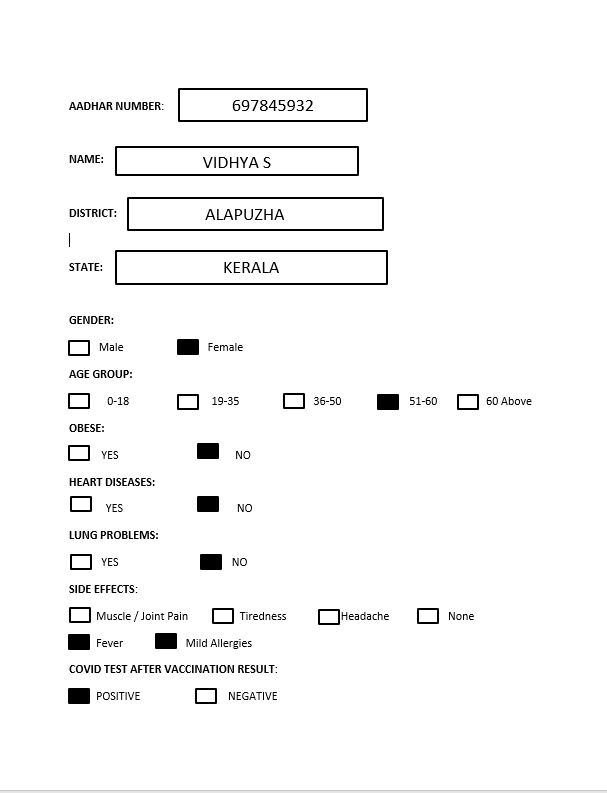 AADHAR NUMBER: 697845932
NAME: VIDHYA S
DISTRICT: ALAPUZHA
STATE: KERALA
GENDER:
Male Female
AGE GROUP:
0-18 19-35 36-50 51-60 60 Above
OBESE:
YES NO
HEART DISEASES:
YES NO
LUNG PROBLEMS:
YES NO
SIDE EFFECTS:
Muscle / Joint Pain Tiredness Headache None
Fever Mild Allergies
COVID TEST AFTER VACCINATION RESULT:
POSITIVE NEGATIVE